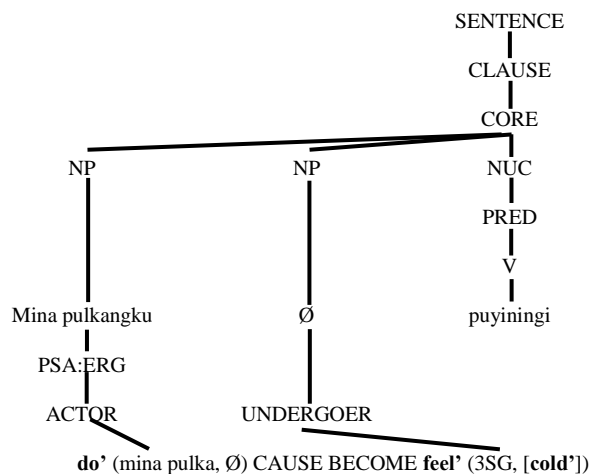 SENTENCE
CLAUSE
CORE
NP NP NUC
PRED
V
Mina pulkangku Ø puyiningi
PSA:ERG
ACTOR UNDERGOER
do’ (mina pulka, Ø) CAUSE BECOME feel’ (3SG, [cold’])